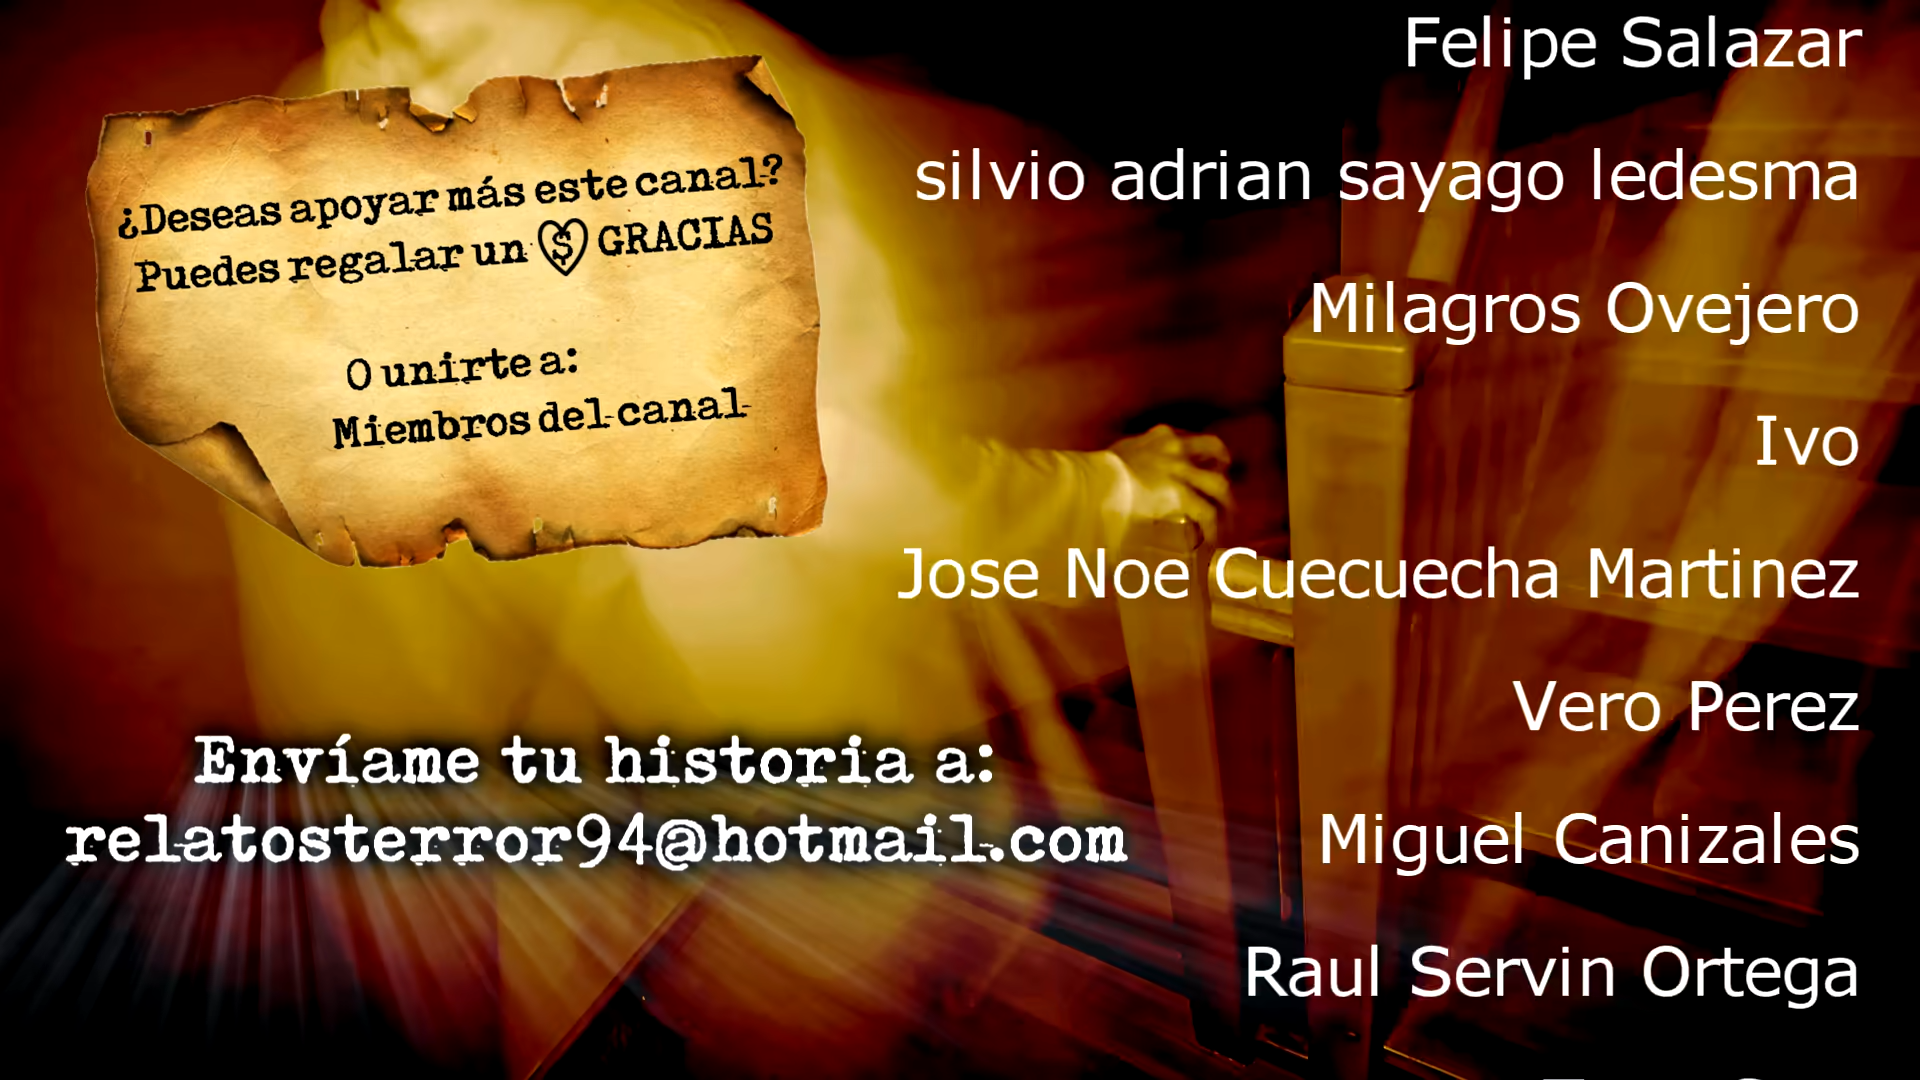 ¿Deseas apoyar más este canal?
Puedes regalar un $ GRACIAS
O unirte a:
Miembros del canal
Envíame tu historia a:
relatosterror94@hotmail.com
Felipe Salazar
silvio adrian sayago ledesma
Milagros Ovejero
Ivo
Jose Noe Cuecuecha Martinez
Vero Perez
Miguel Canizales
Raul Servin Ortega